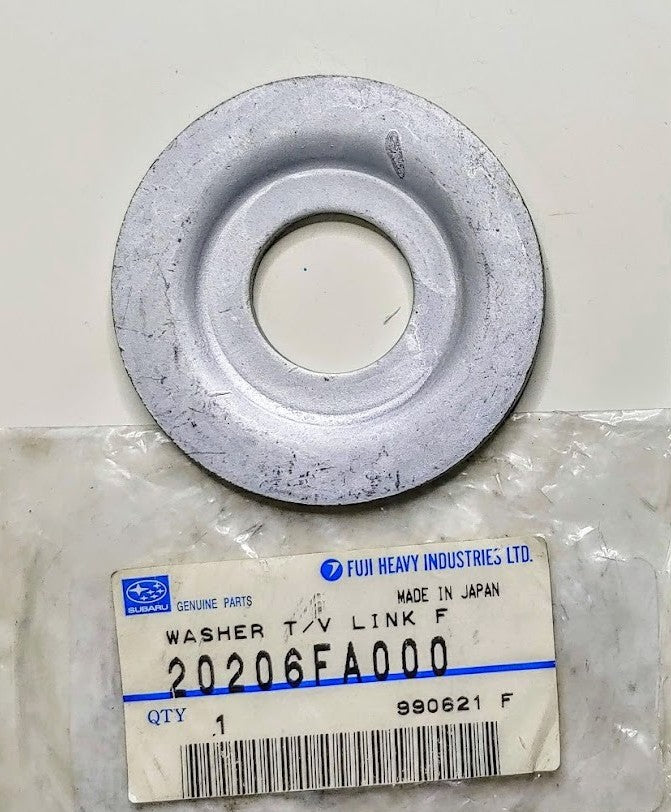 FUJI HEAVY INDUSTRIES LTD.
SUBARU GENUINE PARTS MADE IN JAPAN
WASHER T/V LINK F
20206FA000
QTY 1 990621 F